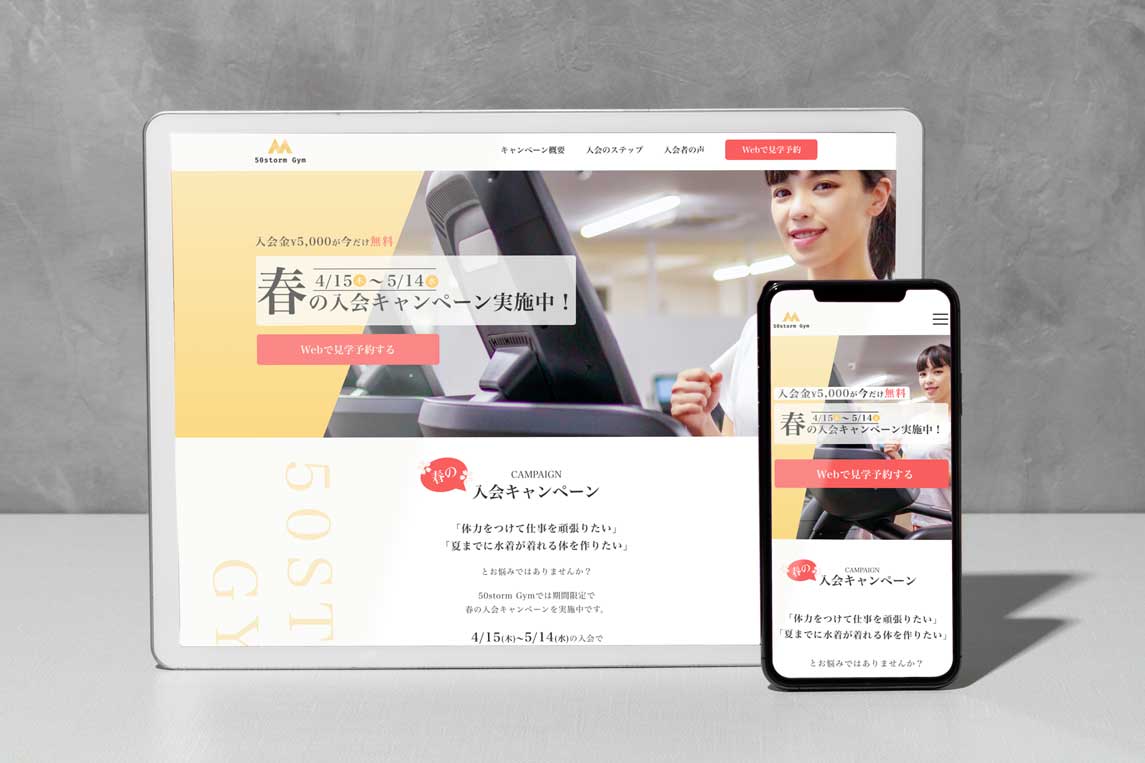 50storm Gym
キャンペーン概要 入会のステップ 入会者の声 Webで見学予約
入会金¥5,000が今だけ無料
4/15木〜5/14水
春の入会キャンペーン実施中！
Webで見学予約する
50ST
GY
春の
CAMPAIGN
入会キャンペーン
「体力をつけて仕事を頑張りたい」
「夏までに水着が着れる体を作りたい」
とお悩みではありませんか？
50storm Gymでは期間限定で
春の入会キャンペーンを実施中です。
4/15(木)~5/14(水)の入会で
50storm Gym
入会金¥5,000が今だけ無料
4/15木〜5/14水
春の入会キャンペーン実施中！
Webで見学予約する
春の
CAMPAIGN
入会キャンペーン
「体力をつけて仕事を頑張りたい」
「夏までに水着が着れる体を作りたい」
とお悩みではありませんか？